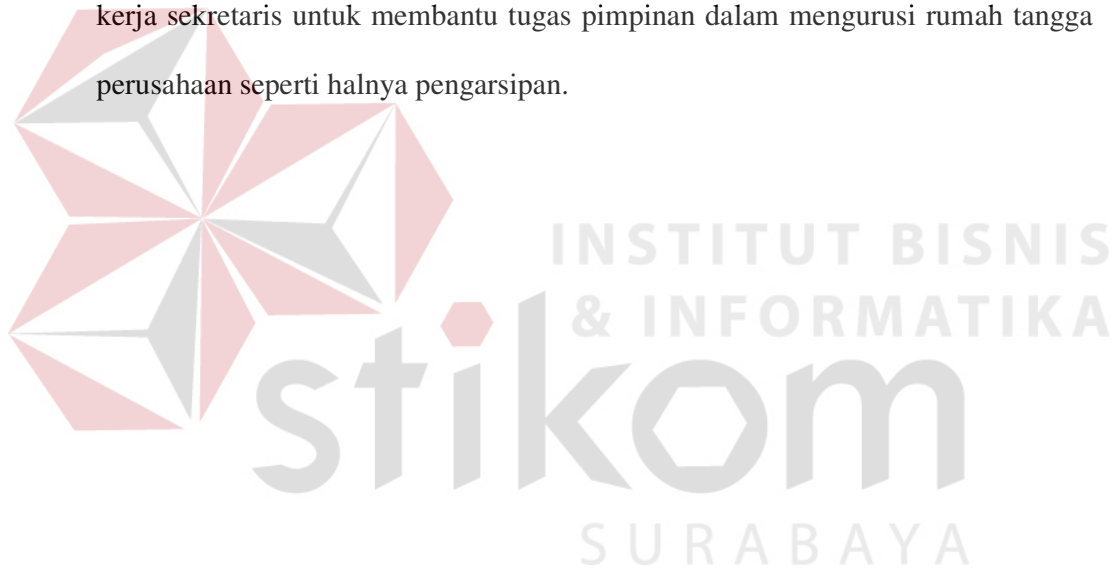 kerja sekretaris untuk membantu tugas pimpinan dalam mengurusi rumah tangga
perusahaan seperti halnya pengarsipan.
INSTITUT BISNIS
& INFORMATIKA
stikom
SURABAYA